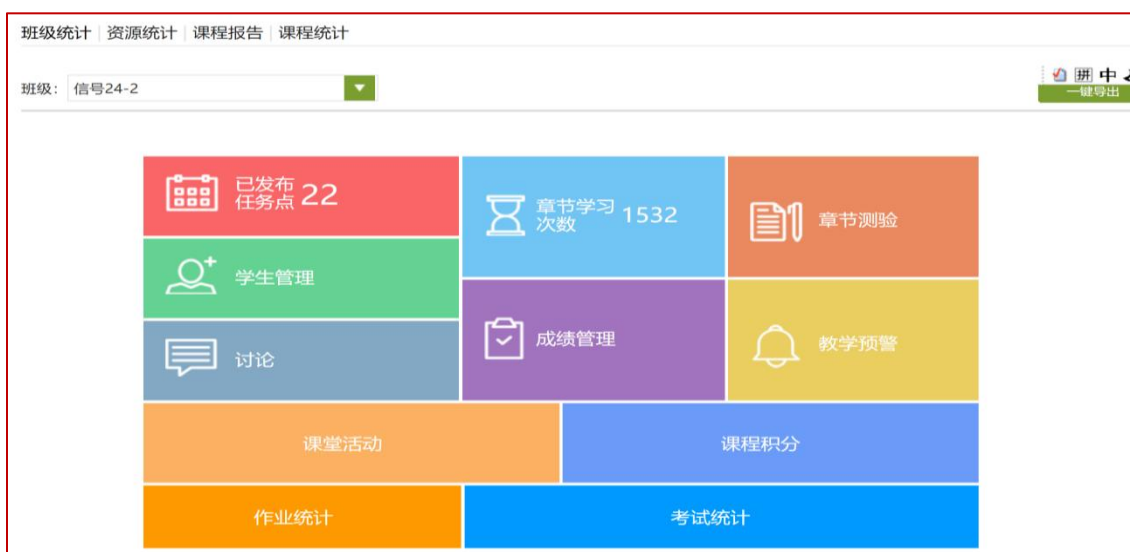 班级统计 资源统计 课程报告 课程统计
班级： 信号24-2
拼 中
一键导出
已发布
任务点 22
章节学习
次数 1532
章节测验
学生管理
成绩管理
教学预警
讨论
课堂活动
课程积分
作业统计
考试统计